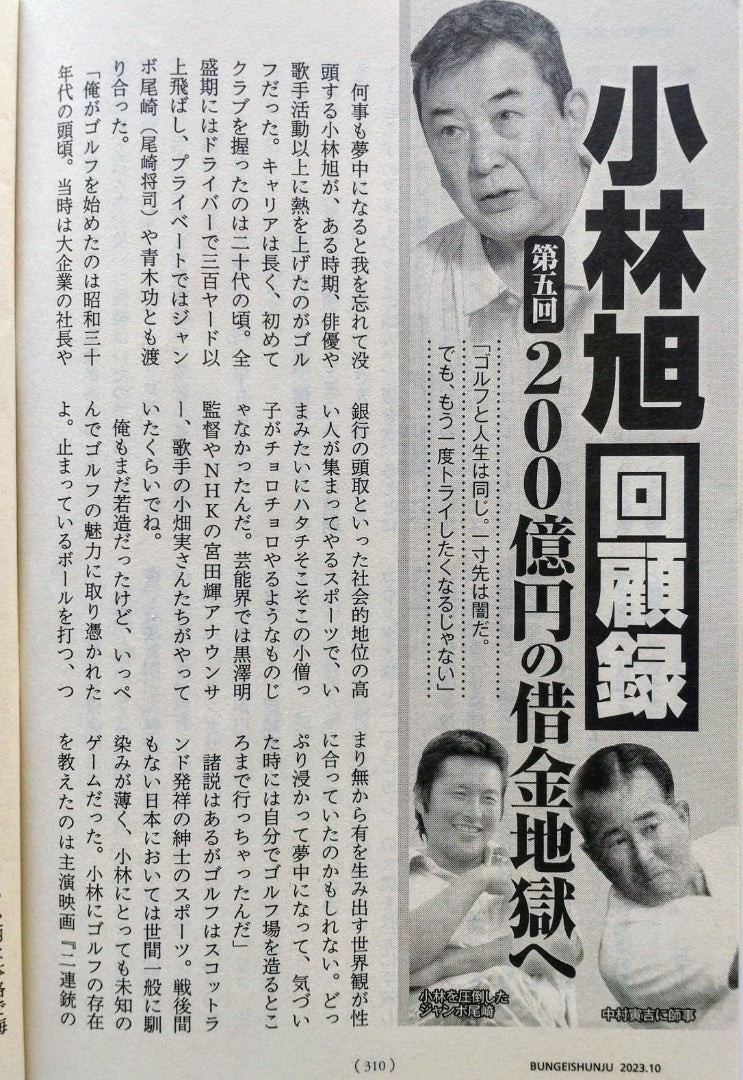 小林旭
回顧録
第五回
200億円の借金地獄へ
「ゴルフと人生は同じ。一寸先は闇だ。
でも、もう一度トライしたくなるじゃない」
小林を圧倒した
ジャンボ尾崎
中村寅吉に師事
何事も夢中になると我を忘れて没
頭する小林旭が、ある時期、俳優や
歌手活動以上に熱を上げたのがゴル
フだった。キャリアは長く、初めて
クラブを握ったのは二十代の頃。全
盛期にはドライバーで三百ヤード以
上飛ばし、プライベートではジャン
ボ尾崎（尾崎将司）や青木功とも渡
り合った。
「俺がゴルフを始めたのは昭和三十
年代の頭頃。当時は大企業の社長や
銀行の頭取といった社会的地位の高
い人が集まってやるスポーツで、い
まみたいにハタチそこそこの小僧っ
子がチョロチョロやるようなものじ
ゃなかったんだ。芸能界では黒澤明
監督やNHKの宮田輝アナウンサ
ー、歌手の小畑実さんたちがやって
いたくらいでね。
俺もまだ若造だったけど、いっぺ
んでゴルフの魅力に取り憑かれた
よ。止まっているボールを打つ、つ
まり無から有を生み出す世界観が性
に合っていたのかもしれない。どっ
ぷり浸かって夢中になって、気づい
た時には自分でゴルフ場を造るとこ
ろまで行っちゃったんだ」
諸説はあるがゴルフはスコットラ
ンド発祥の紳士のスポーツ。戦後間
もない日本においては世間一般に馴
染みが薄く、小林にとっても未知の
ゲームだった。小林にゴルフの存在
を教えたのは主演映画『二連銃の
（310）
BUNGEISHUNJU 2023.10